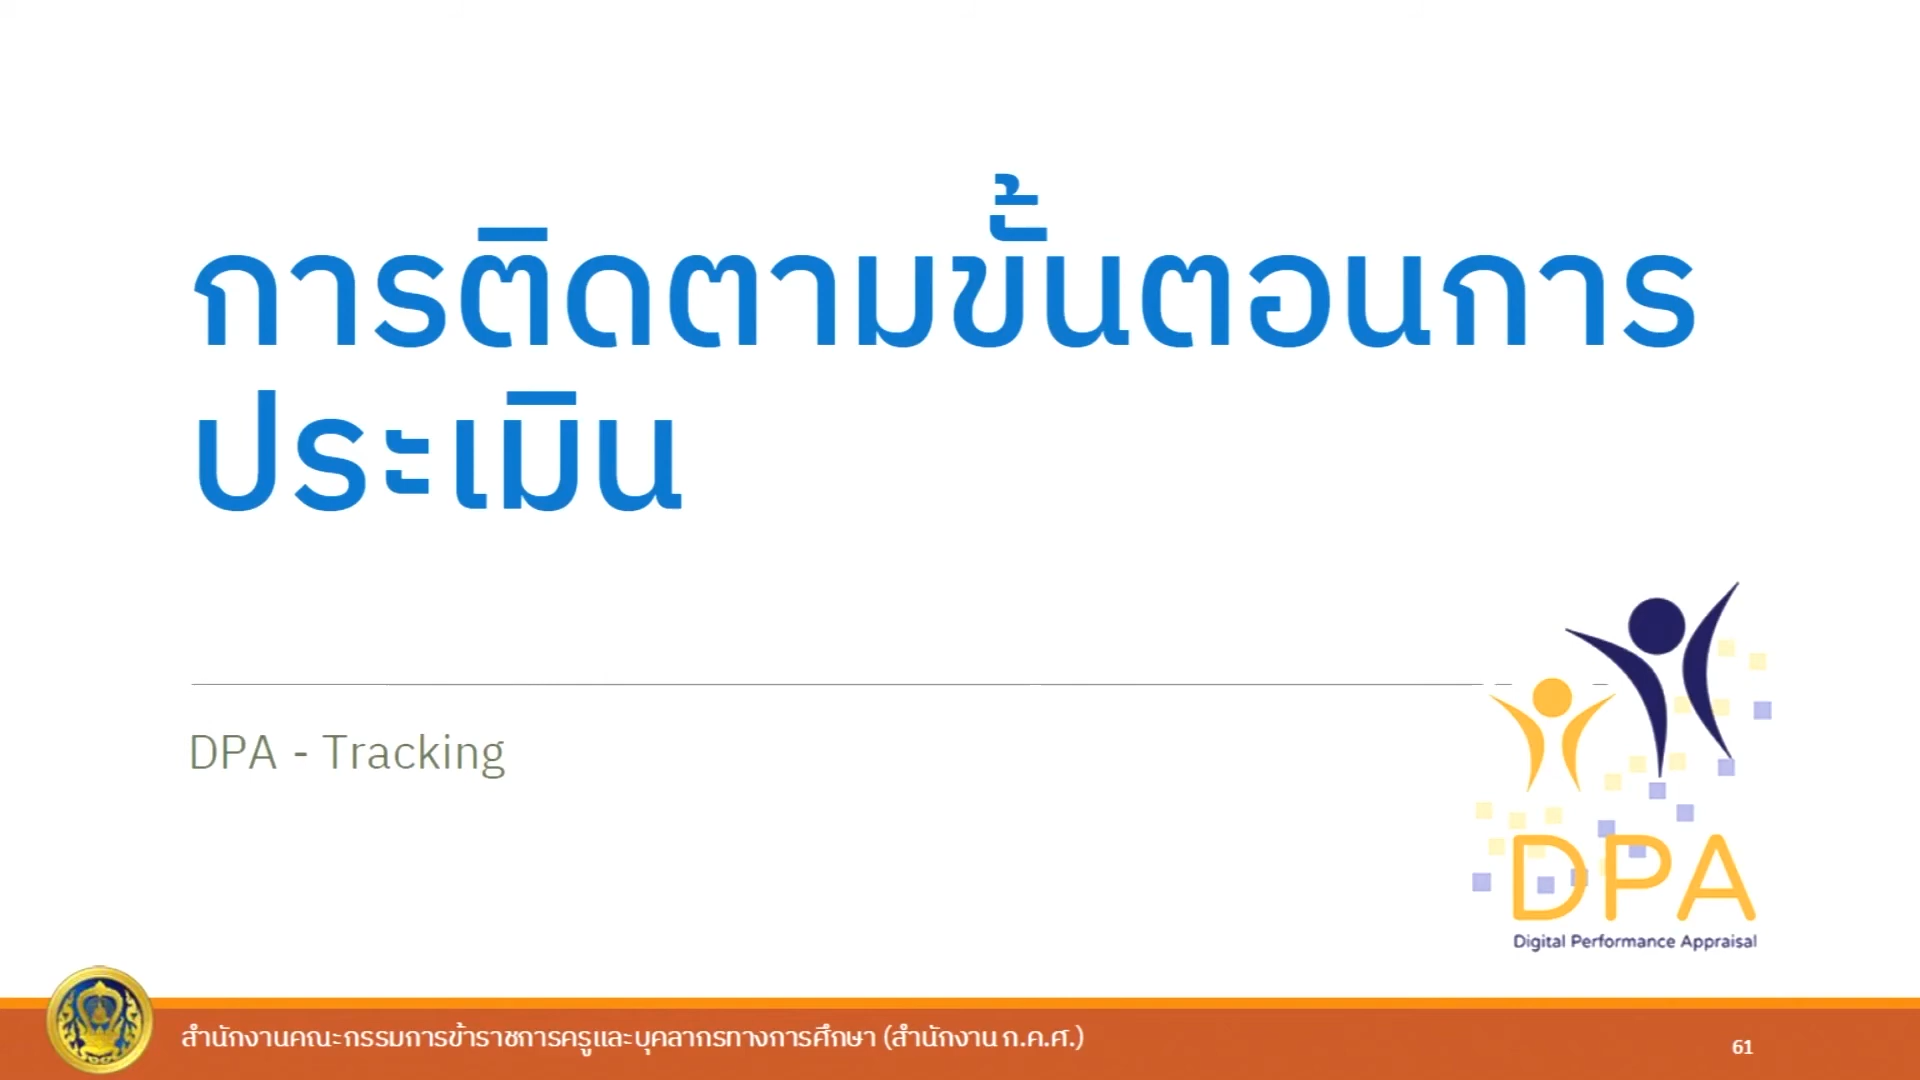 การติดตามขั้นตอนการ
ประเมิน
DPA - Tracking
DPA
Digital Performance Appraisal
สำนักงานคณะกรรมการข้าราชการครูและบุคลากรทางการศึกษา (สำนักงาน ก.ค.ศ.)
61